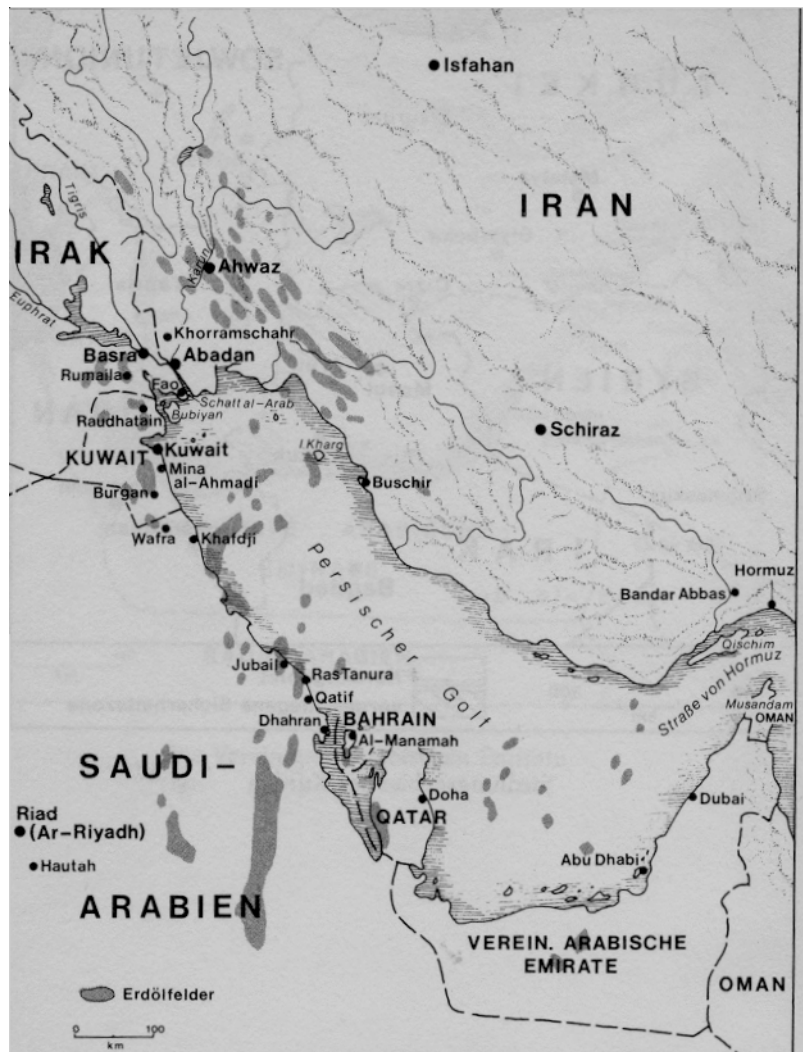 Isfahan
IRAN
Tigris
IRAK
Karun
Ahwaz
Euphrat
Khorramschahr
Basra
Abadan
Rumaila
Fao
Schatt al-Arab
Bubiyan
Raudhatain
Schiraz
KUWAIT
Kuwait
I. Kharg
Mina
al-Ahmadi
Buschir
Burgan
Wafra
Khafdji
Persischer Golf
Hormuz
Bandar Abbas
Qischim
Straße von Hormuz
Jubail
RasTanura
Qatif
Musandam
OMAN
Dhahran
BAHRAIN
Al-Manamah
SAUDI-
Doha
Dubai
QATAR
Riad
(Ar-Riyadh)
Hautah
Abu Dhabi
ARABIEN
VEREIN. ARABISCHE
EMIRATE
OMAN
Erdölfelder
0 100
km